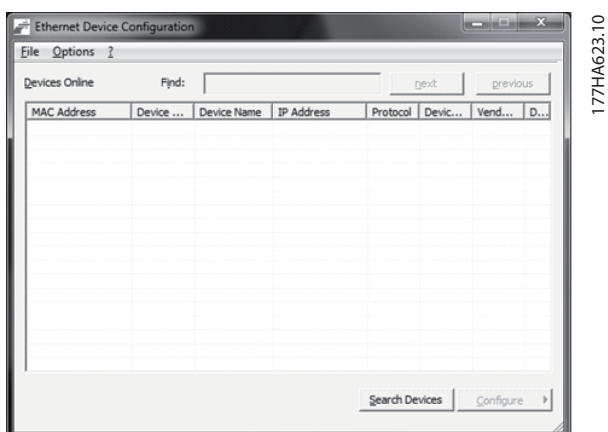 Ethernet Device Configuration
File Options ?
Devices Online Find: next previous
MAC Address Device ... Device Name IP Address Protocol Devic... Vend... D...
Search Devices Configure
177HA623.10